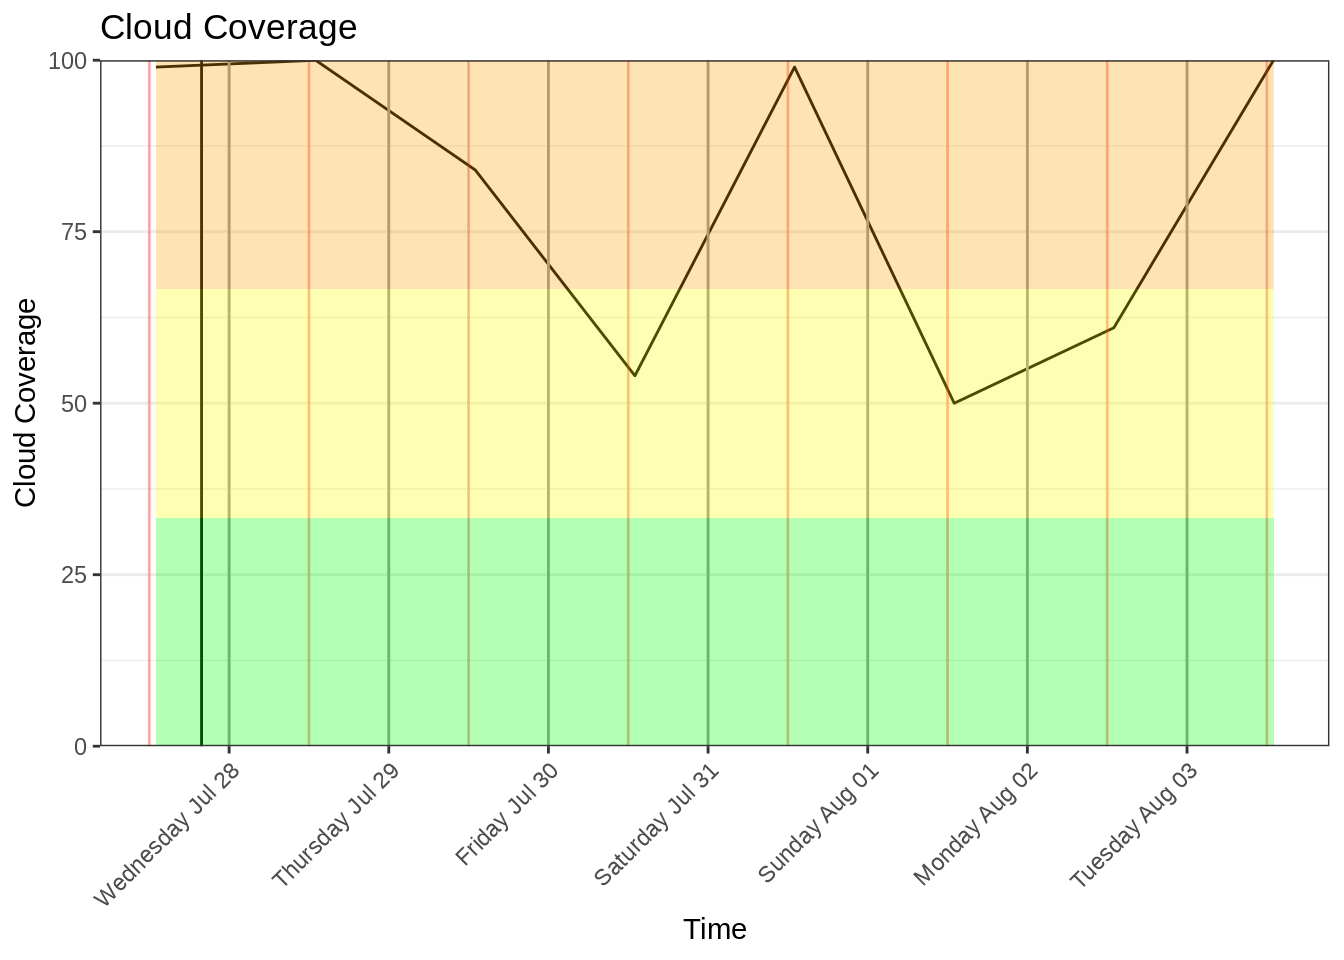 Cloud Coverage
100
75
50
25
0
Cloud Coverage
Wednesday Jul 28
Thursday Jul 29
Friday Jul 30
Saturday Jul 31
Sunday Aug 01
Monday Aug 02
Tuesday Aug 03
Time